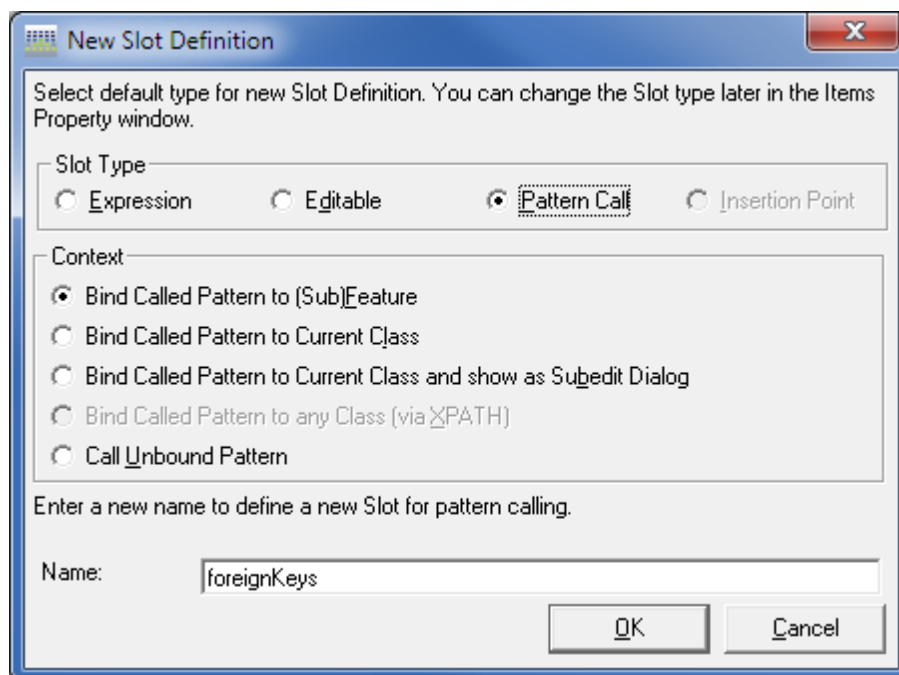 New Slot Definition
Select default type for new Slot Definition. You can change the Slot type later in the Items
Property window.
Slot Type
Expression Editable Pattern Call Insertion Point
Context
Bind Called Pattern to (Sub)Feature
Bind Called Pattern to Current Class
Bind Called Pattern to Current Class and show as Subedit Dialog
Bind Called Pattern to any Class (via XPATH)
Call Unbound Pattern
Enter a new name to define a new Slot for pattern calling.
Name: foreignKeys
OK Cancel